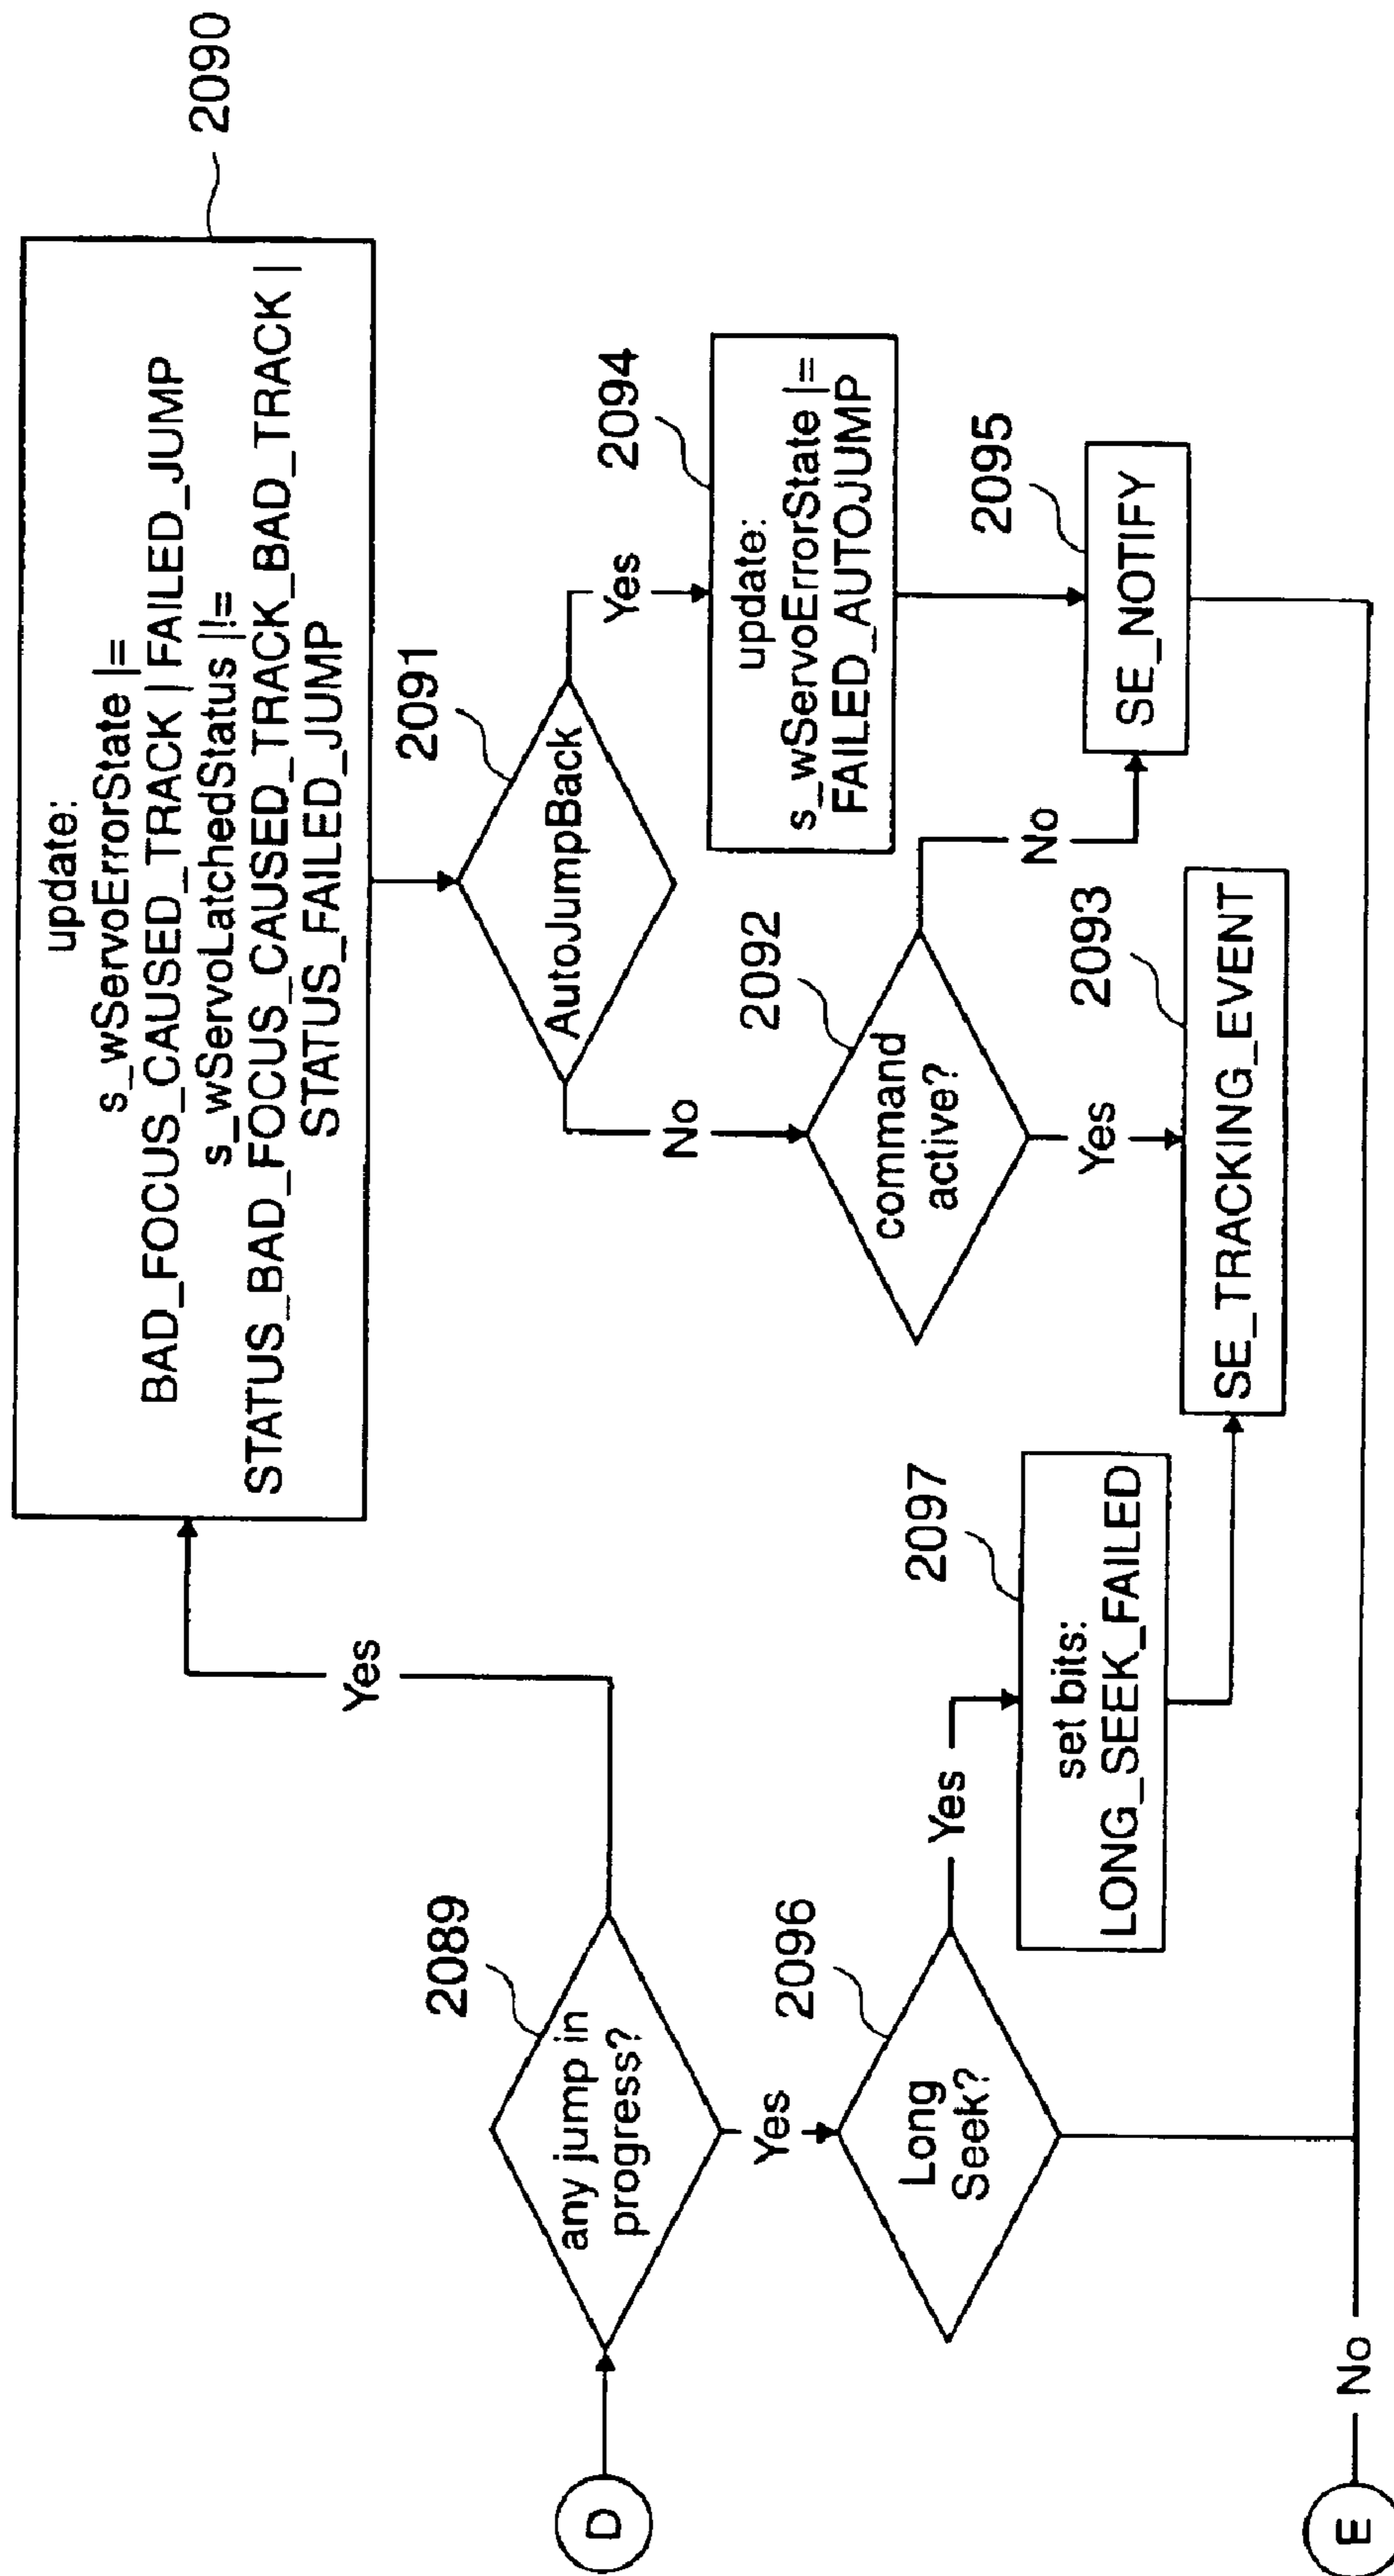 D
any jump in
progress?
2089
Yes
Yes
update:
s_wServoErrorState |=
BAD_FOCUS_CAUSED_TRACK | FAILED_JUMP
s_wServoLatchedStatus ||!=
STATUS_BAD_FOCUS_CAUSED_TRACK_BAD_TRACK |
STATUS_FAILED_JUMP
2090
AutoJumpBack
2091
Yes
No
update:
s_wServoErrorState |=
FAILED_AUTOJUMP
2094
command
active?
2092
No
Yes
SE_NOTIFY
2095
SE_TRACKING_EVENT
2093
Long
Seek?
2096
Yes
set bits:
LONG_SEEK_FAILED
2097
E
No